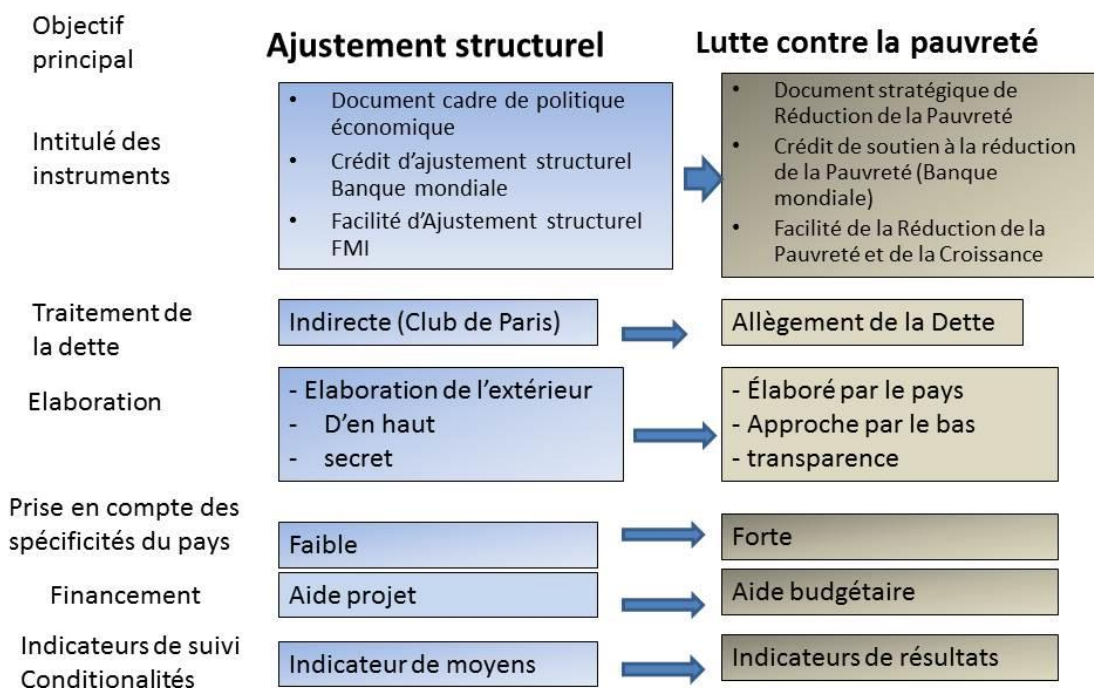 Objectif
principal
Ajustement structurel
Lutte contre la pauvreté
Intitulé des
instruments
• Document cadre de politique
économique
• Crédit d'ajustement structurel
Banque mondiale
• Facilité d'Ajustement structurel
FMI
• Document stratégique de
Réduction de la Pauvreté
• Crédit de soutien à la réduction
de la Pauvreté (Banque
mondiale)
• Facilité de la Réduction de la
Pauvreté et de la Croissance
Traitement de
la dette
Indirecte (Club de Paris)
Allègement de la Dette
Elaboration
- Elaboration de l'extérieur
- D'en haut
- secret
- Élaboré par le pays
- Approche par le bas
- transparence
Prise en compte des
spécificités du pays
Faible
Forte
Financement
Aide projet
Aide budgétaire
Indicateurs de suivi
Conditionalités
Indicateur de moyens
Indicateurs de résultats